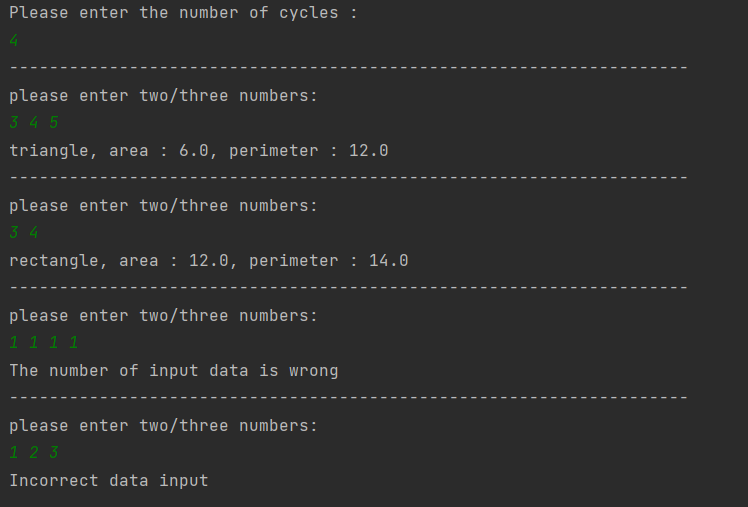 Please enter the number of cycles :
4
--------------------------------------------------------------------
please enter two/three numbers:
3 4 5
triangle, area : 6.0, perimeter : 12.0
--------------------------------------------------------------------
please enter two/three numbers:
3 4
rectangle, area : 12.0, perimeter : 14.0
--------------------------------------------------------------------
please enter two/three numbers:
1 1 1 1
The number of input data is wrong
--------------------------------------------------------------------
please enter two/three numbers:
1 2 3
Incorrect data input